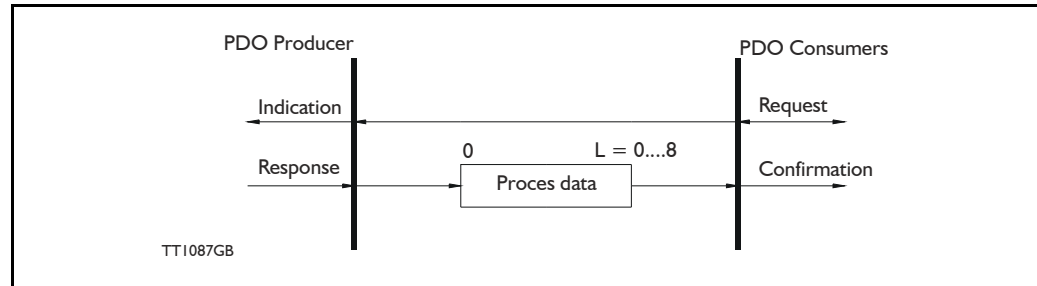 PDO Producer
PDO Consumers
Indication
Request
0
L = 0....8
Response
Proces data
Confirmation
TT1087GB